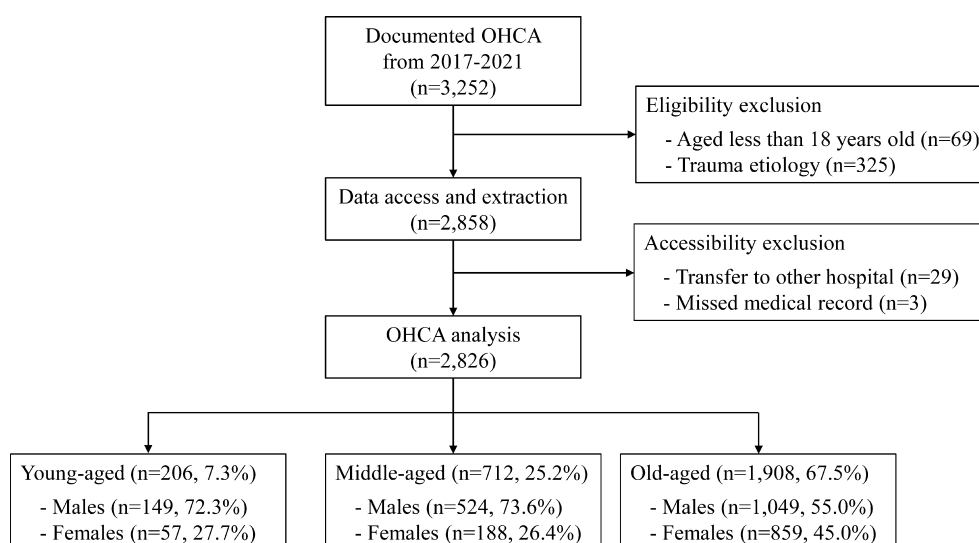 Documented OHCA
from 2017-2021
(n=3,252)
Eligibility exclusion
- Aged less than 18 years old (n=69)
- Trauma etiology (n=325)
Data access and extraction
(n=2,858)
Accessibility exclusion
- Transfer to other hospital (n=29)
- Missed medical record (n=3)
OHCA analysis
(n=2,826)
Young-aged (n=206, 7.3%)
- Males (n=149, 72.3%)
- Females (n=57, 27.7%)
Middle-aged (n=712, 25.2%)
- Males (n=524, 73.6%)
- Females (n=188, 26.4%)
Old-aged (n=1,908, 67.5%)
- Males (n=1,049, 55.0%)
- Females (n=859, 45.0%)